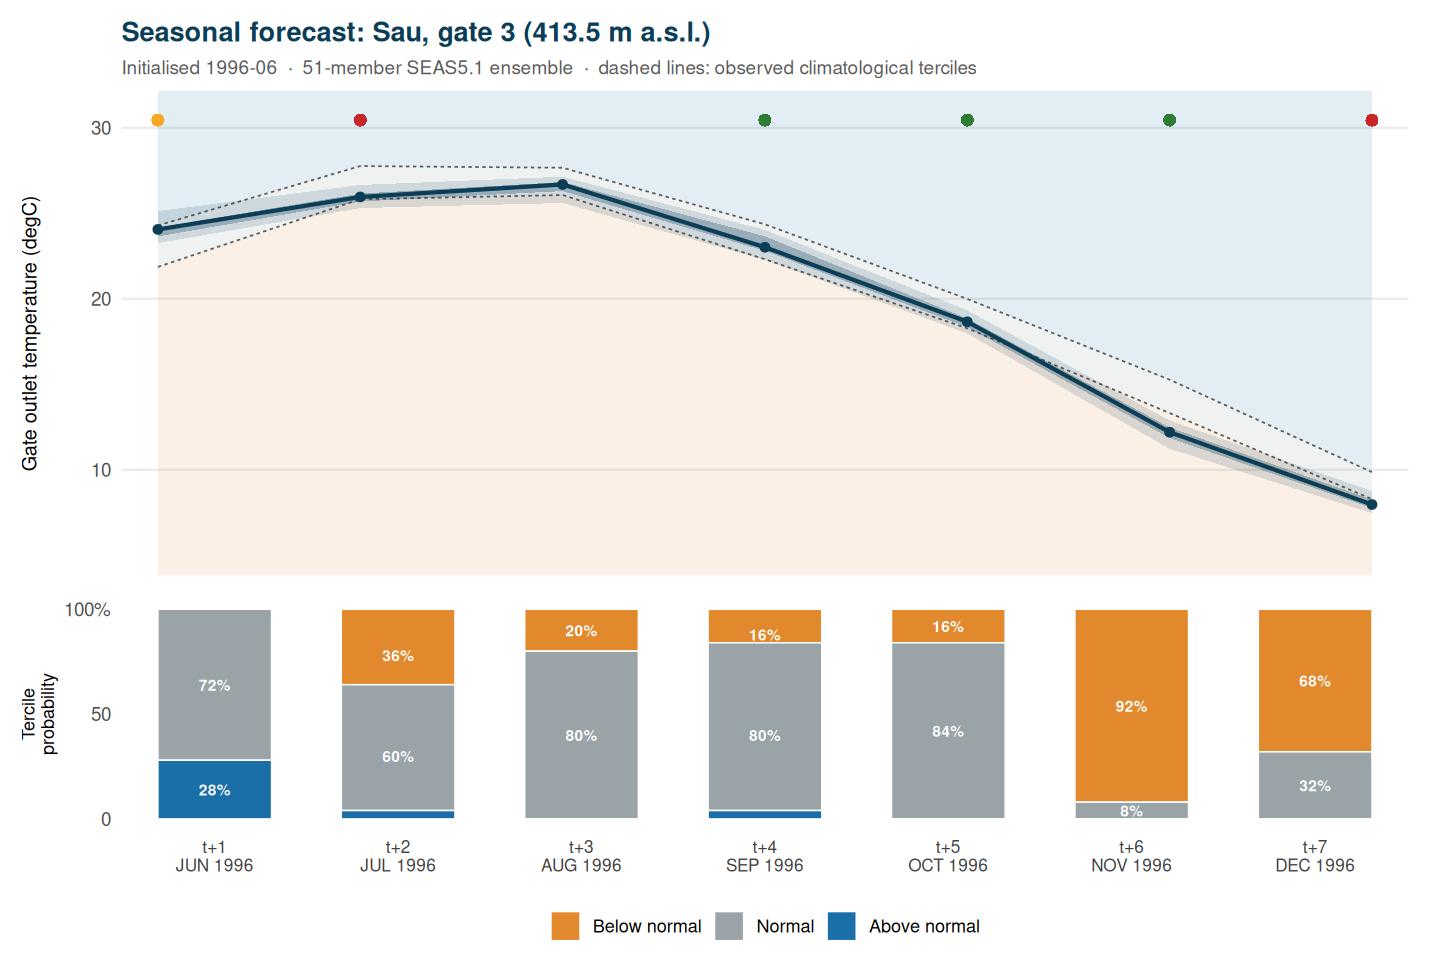 Seasonal forecast: Sau, gate 3 (413.5 m a.s.l.)
Initialised 1996-06 · 51-member SEAS5.1 ensemble · dashed lines: observed climatological terciles
Gate outlet temperature (degC)
30
20
10
Tercile
probability
100%
50
0
72%
28%
36%
60%
20%
80%
16%
80%
16%
84%
92%
8%
68%
32%
t+1 t+2 t+3 t+4 t+5 t+6 t+7
JUN 1996 JUL 1996 AUG 1996 SEP 1996 OCT 1996 NOV 1996 DEC 1996
Below normal Normal Above normal